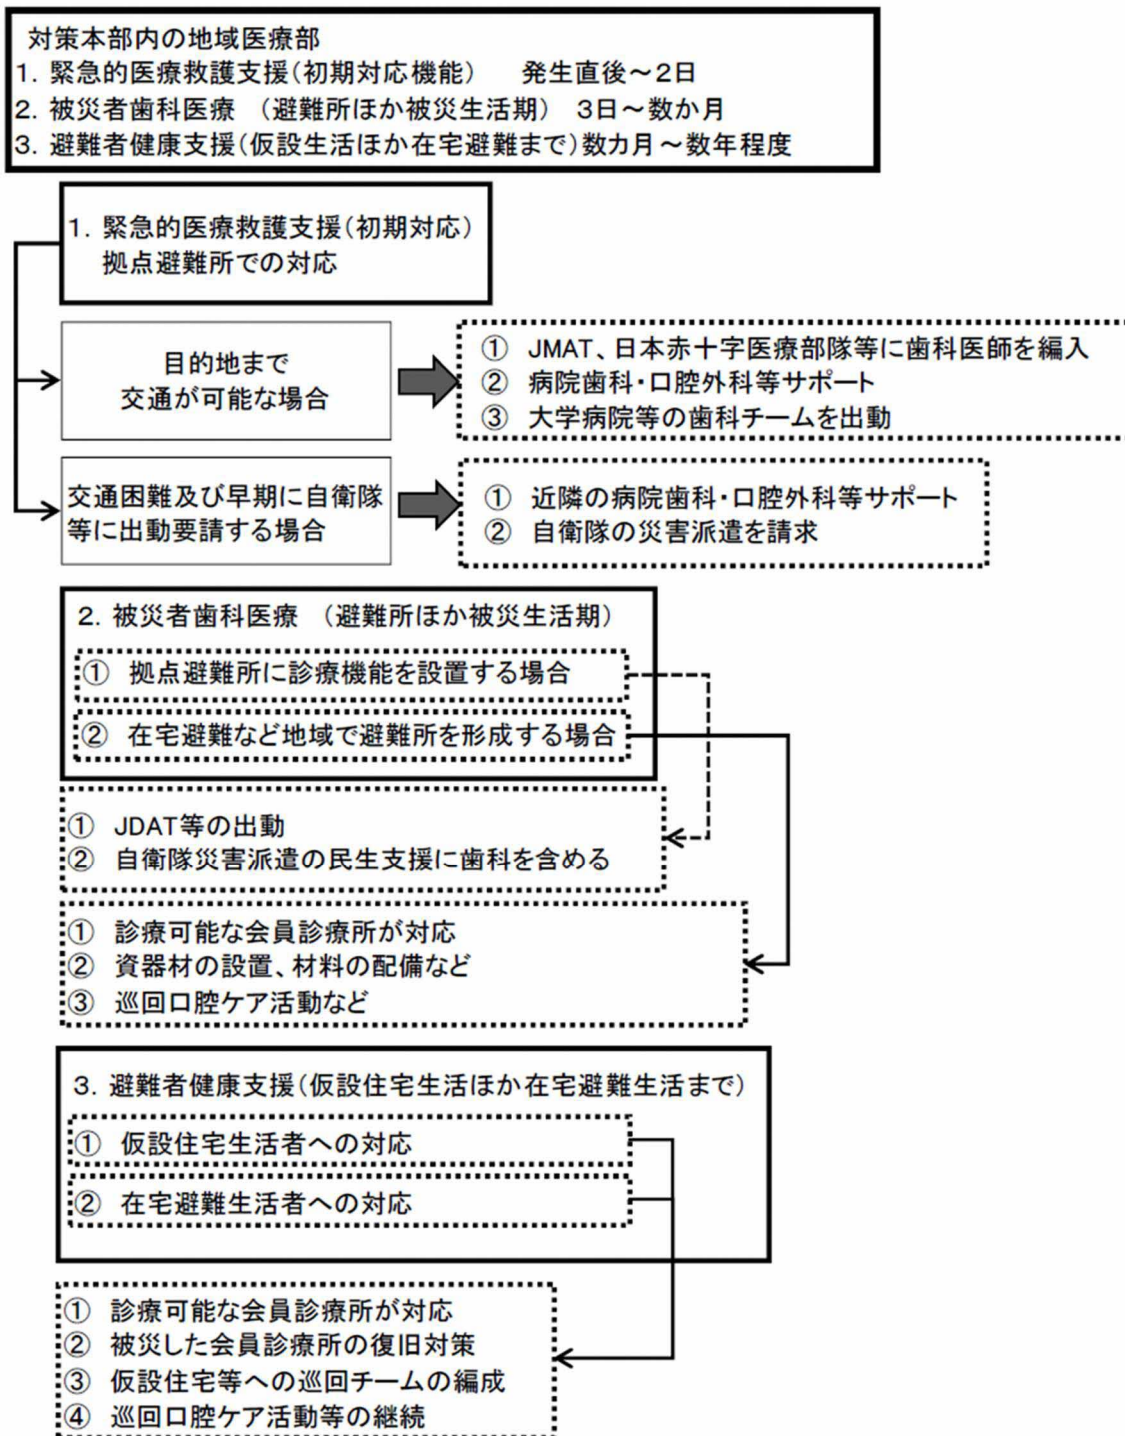 対策本部内の地域医療部
1. 緊急的医療救護支援(初期対応機能) 発生直後~2日
2. 被災者歯科医療 (避難所ほか被災生活期) 3日~数か月
3. 避難者健康支援(仮設生活ほか在宅避難まで)数カ月~数年程度
1. 緊急的医療救護支援(初期対応)
拠点避難所での対応
目的地まで
交通が可能な場合
① JMAT、日本赤十字医療部隊等に歯科医師を編入
② 病院歯科・口腔外科等サポート
③ 大学病院等の歯科チームを出動
交通困難及び早期に自衛隊
等に出動要請する場合
① 近隣の病院歯科・口腔外科等サポート
② 自衛隊の災害派遣を請求
2. 被災者歯科医療 (避難所ほか被災生活期)
① 拠点避難所に診療機能を設置する場合
② 在宅避難など地域で避難所を形成する場合
① JDAT等の出動
② 自衛隊災害派遣の民生支援に歯科を含める
① 診療可能な会員診療所が対応
② 資器材の設置、材料の配備など
③ 巡回口腔ケア活動など
3. 避難者健康支援(仮設住宅生活ほか在宅避難生活まで)
① 仮設住宅生活者への対応
② 在宅避難生活者への対応
① 診療可能な会員診療所が対応
② 被災した会員診療所の復旧対策
③ 仮設住宅等への巡回チームの編成
④ 巡回口腔ケア活動等の継続